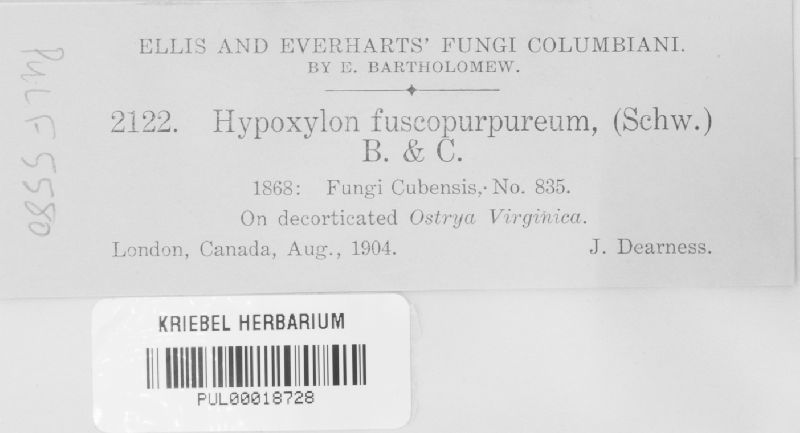 ELLIS AND EVERHARTS' FUNGI COLUMBIANI.
BY E. BARTHOLOMEW.
2122. Hypoxylon fuscopurpureum, (Schw.)
B. & C.
1868: Fungi Cubensis, No. 835.
On decorticated Ostrya Virginica.
London, Canada, Aug., 1904. J. Dearness.
PUL F 5580
KRIEBEL HERBARIUM
PUL00018728